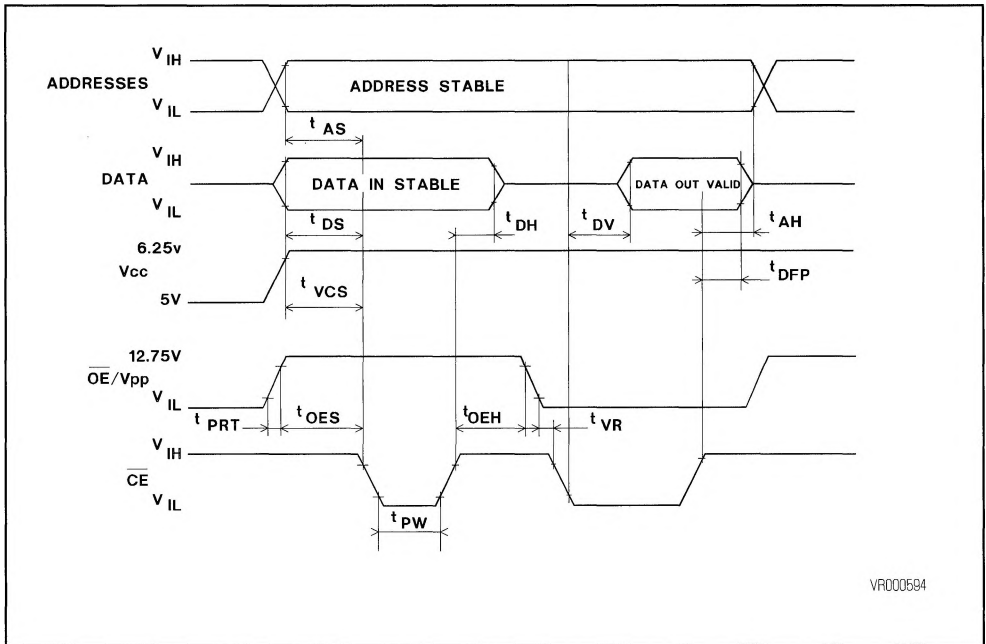 V IH
ADDRESSES
ADDRESS STABLE
V IL
t AS
V IH
DATA
DATA IN STABLE
DATA OUT VALID
V IL
t DS
t DH
t DV
t AH
6.25v
Vcc
t VCS
t DFP
5V
12.75V
OE/Vpp
V IL
t PRT
t OES
tOEH
t VR
V IH
CE
V IL
t PW
VR000594